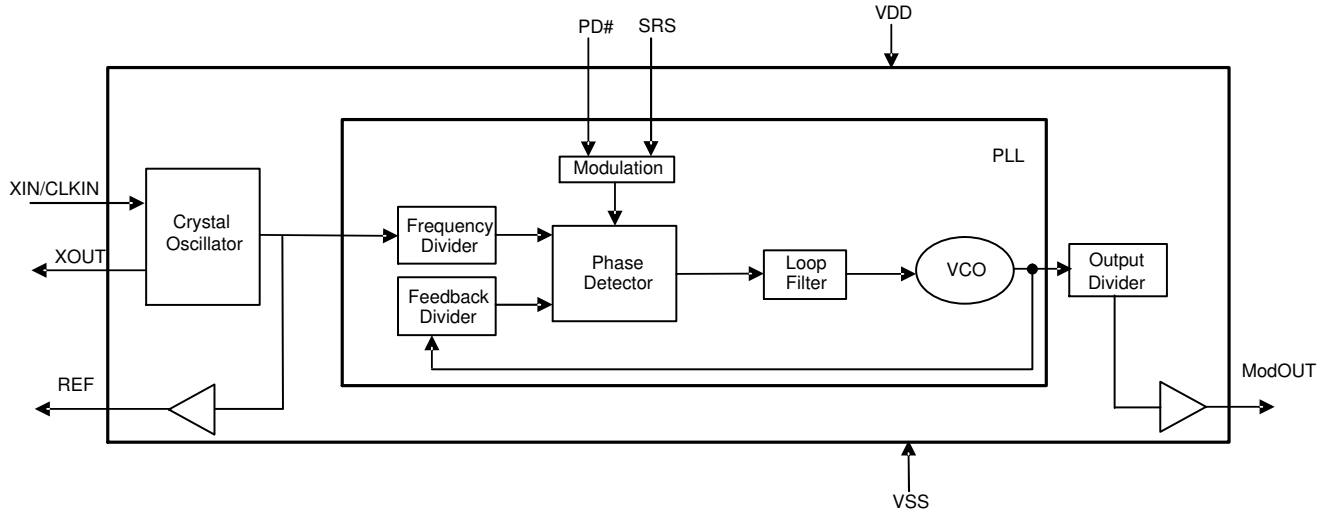 PD#
SRS
VDD
PLL
Modulation
XIN/CLKIN
Crystal
Oscillator
XOUT
Frequency
Divider
Feedback
Divider
Phase
Detector
Loop
Filter
VCO
Output
Divider
REF
ModOUT
VSS